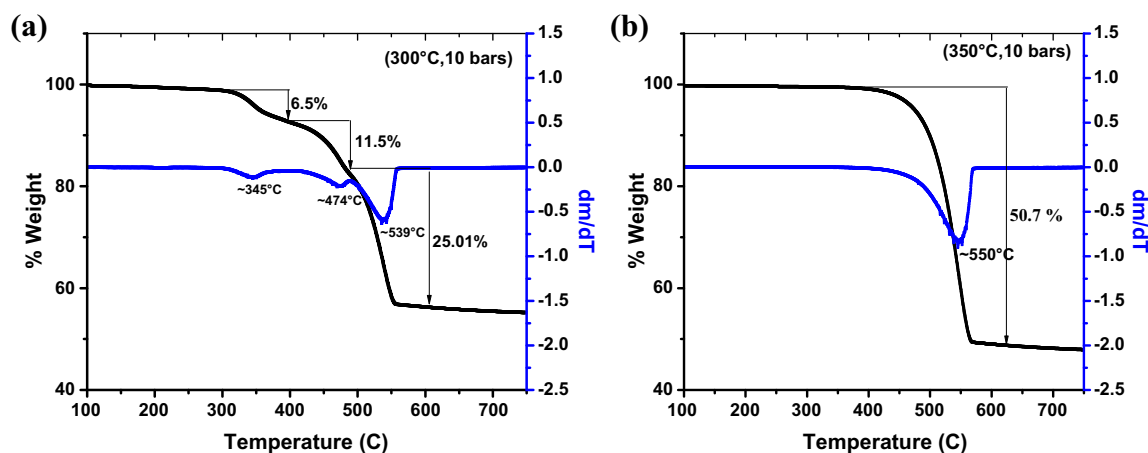 (a)
(300°C,10 bars)
6.5%
11.5%
25.01%
~345°C
~474°C
~539°C
100
80
60
40
% Weight
1.5
1.0
0.5
0.0
-0.5
-1.0
-1.5
-2.0
-2.5
dm/dT
100 200 300 400 500 600 700
Temperature (C)
(b)
(350°C,10 bars)
50.7 %
~550°C
100
80
60
40
% Weight
1.5
1.0
0.5
0.0
-0.5
-1.0
-1.5
-2.0
-2.5
dm/dT
100 200 300 400 500 600 700
Temperature (C)